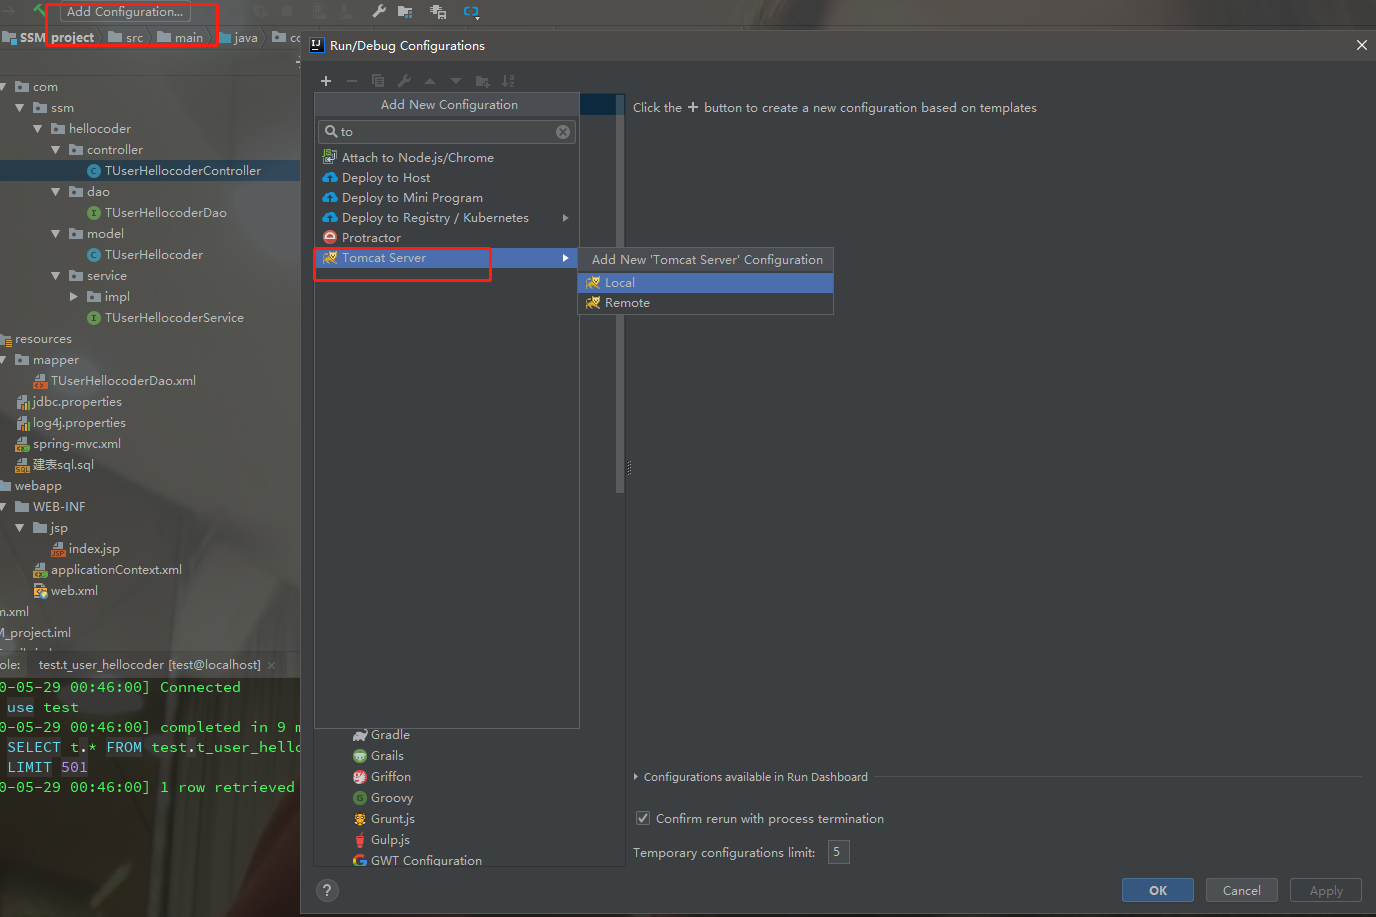 Add Configuration...
SSM_project
src
main
java
Run/Debug Configurations
Add New Configuration
Click the + button to create a new configuration based on templates
to
Attach to Node.js/Chrome
Deploy to Host
Deploy to Mini Program
Deploy to Registry / Kubernetes
Protractor
Tomcat Server
Add New 'Tomcat Server' Configuration
Local
Remote
com
ssm
hellocoder
controller
TUserHellocoderController
dao
TUserHellocoderDao
model
TUserHellocoder
service
impl
TUserHellocoderService
resources
mapper
TUserHellocoderDao.xml
jdbc.properties
log4j.properties
spring-mvc.xml
建表sql.sql
webapp
WEB-INF
jsp
index.jsp
applicationContext.xml
web.xml
m.xml
M_project.iml
ole: test.t_user_hellocoder [test@localhost]
0-05-29 00:46:00] Connected
use test
0-05-29 00:46:00] completed in 9 m
SELECT t.* FROM test.t_user_hello
LIMIT 501
0-05-29 00:46:00] 1 row retrieved
Gradle
Grails
Griffon
Groovy
Grunt.js
Gulp.js
GWT Configuration
Configurations available in Run Dashboard
Confirm rerun with process termination
Temporary configurations limit: 5
?
OK
Cancel
Apply